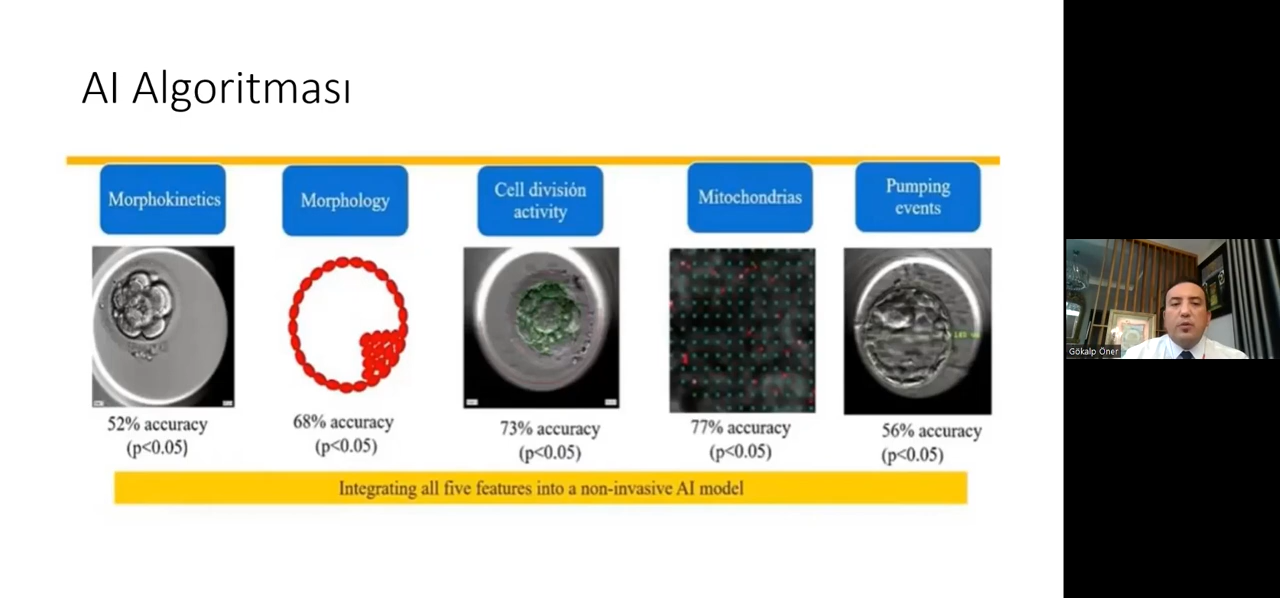 AI Algoritması
Morphokinetics
Morphology
Cell división
activity
Mitochondrias
Pumping
events
52% accuracy
(p<0.05)
68% accuracy
(p<0.05)
73% accuracy
(p<0.05)
77% accuracy
(p<0.05)
56% accuracy
(p<0.05)
Integrating all five features into a non-invasive AI model
Gökalp Öner